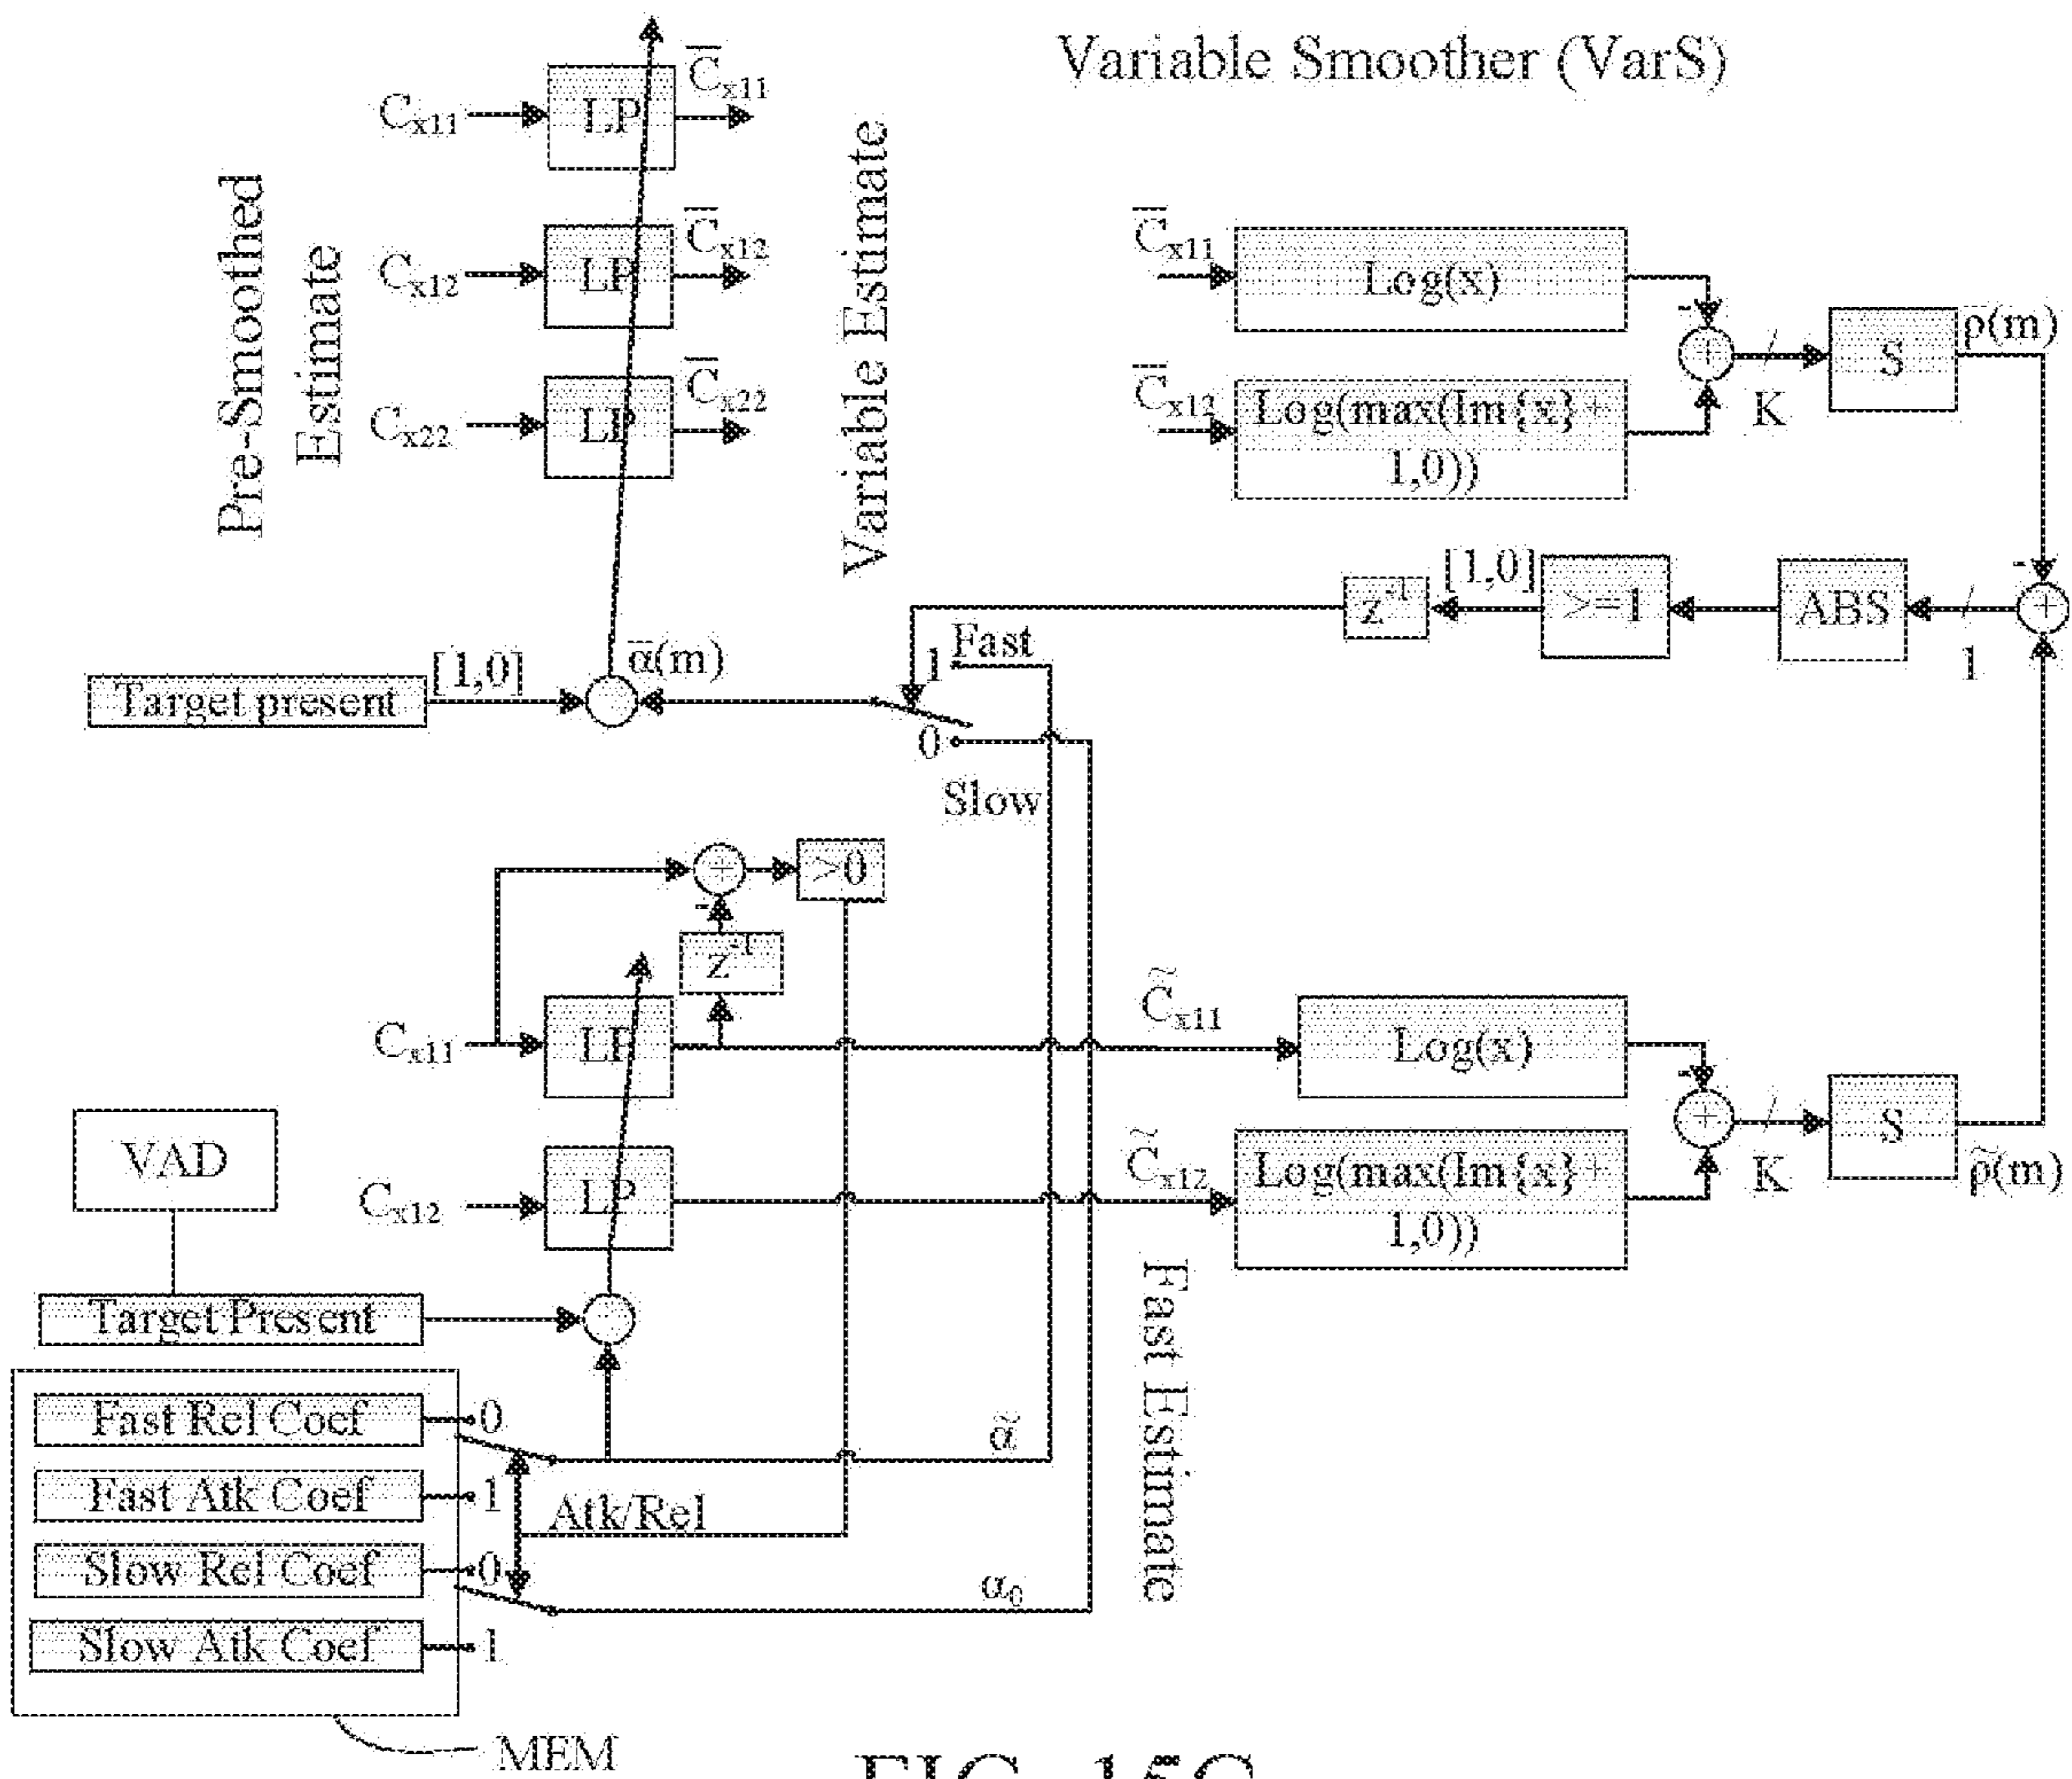 Variable Smoother (VarS)
Pre-Smoothed
Estimate
C̅x11
Cx11
LP
C̅x12
Cx12
LP
C̅x22
Cx22
LP
Variable Estimate
C̅x11
Log(x)
-
+
K
S
ρ̅(m)
C̅x12
Log(max(Im{x}+
1,0))
-
+
1
ABS
>=1
[1,0]
z⁻¹
Target present
[1,0]
α̅(m)
1
Fast
0
Slow
+
-
>0
z⁻¹
Cx11
LP
C̃x11
Log(x)
-
+
K
S
ρ̃(m)
Cx12
LP
C̃x12
Log(max(Im{x}+
1,0))
VAD
Target Present
Fast Estimate
Fast Rel Coef
0
α̃
Fast Atk Coef
1
Atk/Rel
Slow Rel Coef
0
α₀
Slow Atk Coef
1
MEM
FIG. 15C